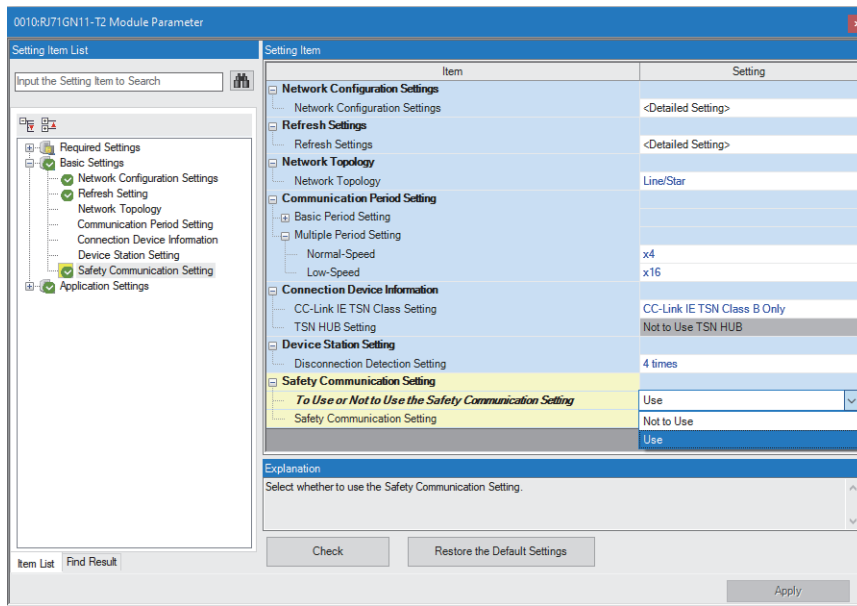 0010:RJ71GN11-T2 Module Parameter
Setting Item List
Input the Setting Item to Search
Required Settings
Basic Settings
Network Configuration Settings
Refresh Setting
Network Topology
Communication Period Setting
Connection Device Information
Device Station Setting
Safety Communication Setting
Application Settings
Item List Find Result
Setting Item
Item Setting
Network Configuration Settings
Network Configuration Settings <Detailed Setting>
Refresh Settings
Refresh Settings <Detailed Setting>
Network Topology
Network Topology Line/Star
Communication Period Setting
Basic Period Setting
Multiple Period Setting
Normal-Speed x4
Low-Speed x16
Connection Device Information
CC-Link IE TSN Class Setting CC-Link IE TSN Class B Only
TSN HUB Setting Not to Use TSN HUB
Device Station Setting
Disconnection Detection Setting 4 times
Safety Communication Setting
To Use or Not to Use the Safety Communication Setting Use
Safety Communication Setting Not to Use
Use
Explanation
Select whether to use the Safety Communication Setting.
Check Restore the Default Settings
Apply